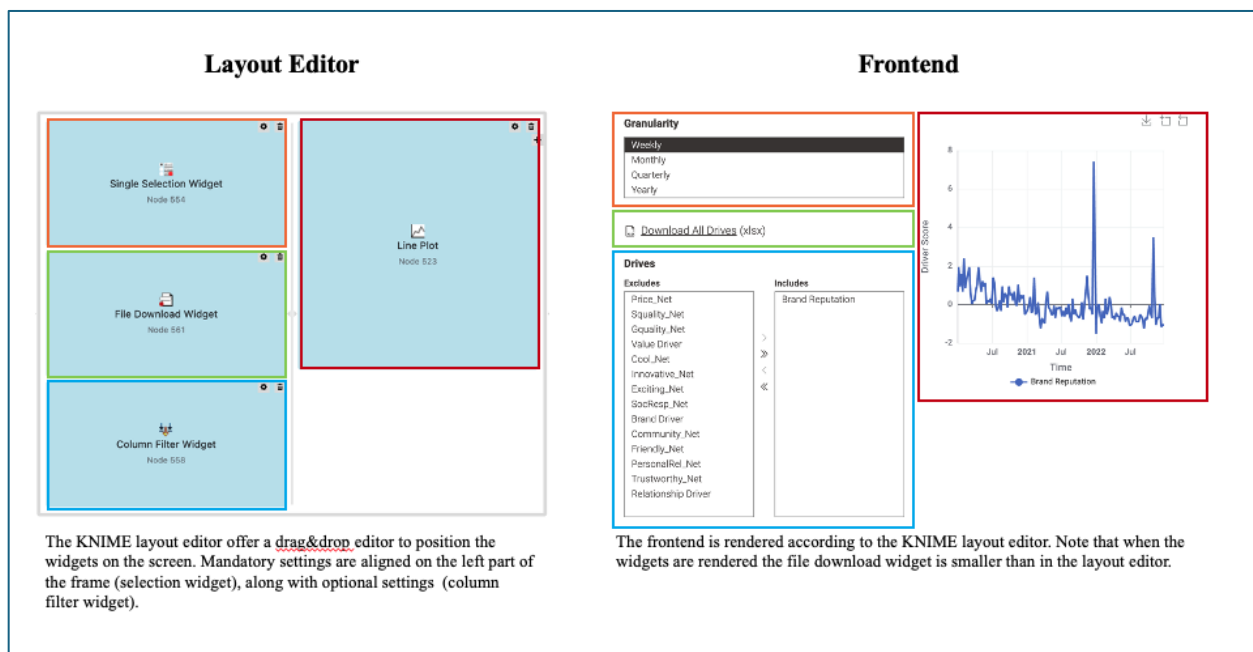 Layout Editor
Single Selection Widget
Node 554
File Download Widget
Node 561
Column Filter Widget
Node 558
Line Plot
Node 523
The KNIME layout editor offer a drag&drop editor to position the
widgets on the screen. Mandatory settings are aligned on the left part
of the frame (selection widget), along with optional settings (column
filter widget).
Frontend
Granularity
Weekly
Monthly
Quarterly
Yearly
Download All Drives (xlsx)
Drives
Excludes
Price_Net
Squality_Net
Gquality_Net
Value Driver
Cool_Net
Innovative_Net
Exciting_Net
SocResp_Net
Brand Driver
Community_Net
Friendly_Net
PersonalRel_Net
Trustworthy_Net
Relationship Driver
Includes
Brand Reputation
8
6
4
2
0
-2
Driver Score
Jul 2021 Jul 2022 Jul
Time
Brand Reputation
The frontend is rendered according to the KNIME layout editor. Note that when the
widgets are rendered the file download widget is smaller than in the layout editor.